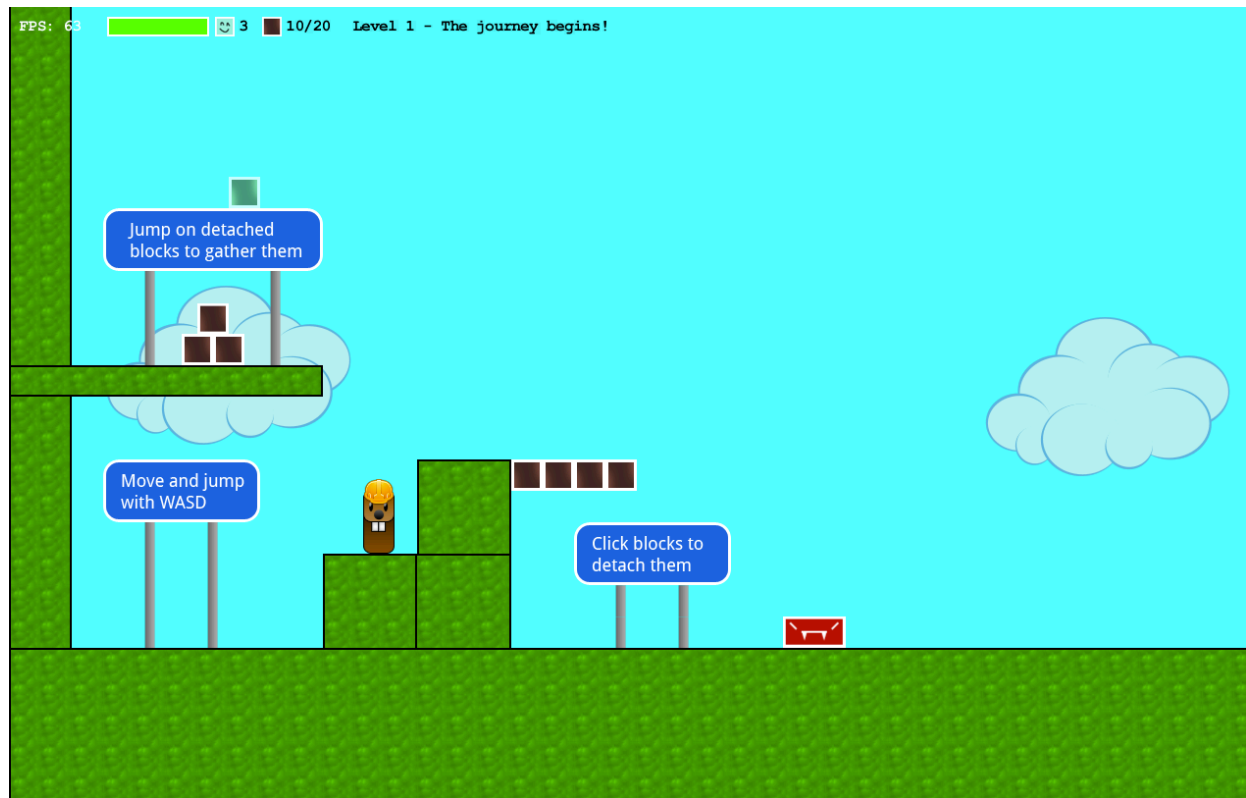 FPS: 63 3 10/20 Level 1 - The journey begins!
Jump on detached
blocks to gather them
Move and jump
with WASD
Click blocks to
detach them